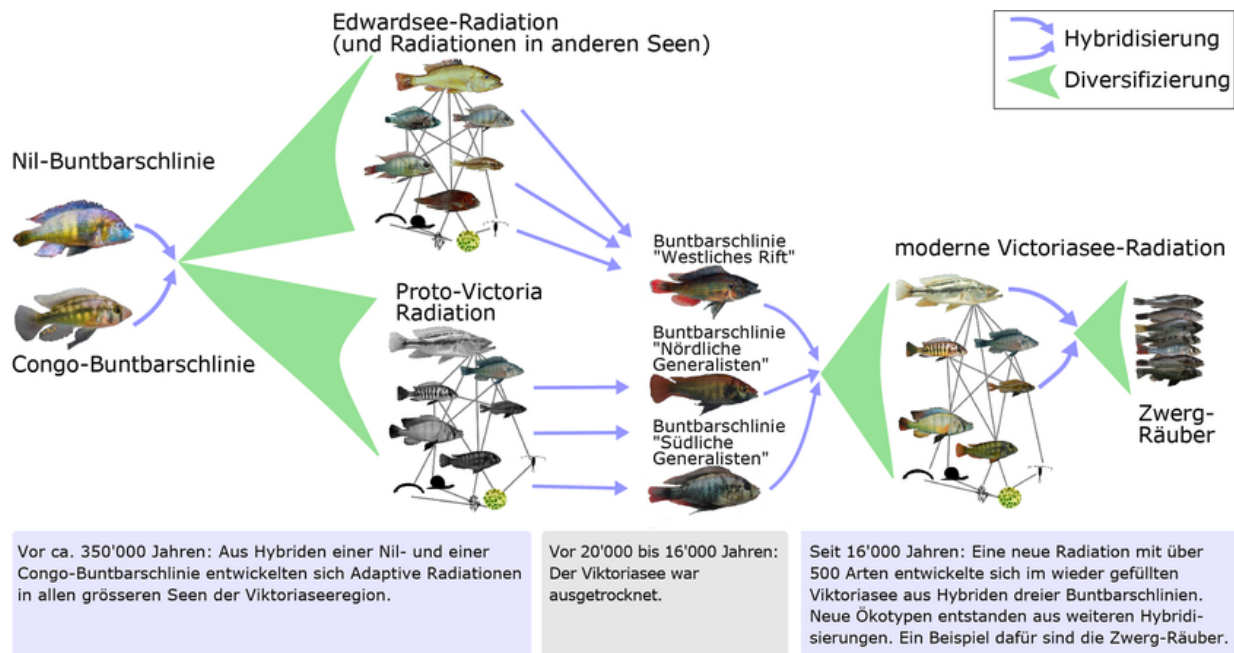 Edwardsee-Radiation
(und Radiationen in anderen Seen)
Hybridisierung
Diversifizierung
Nil-Buntbarschlinie
Congo-Buntbarschlinie
Proto-Victoria
Radiation
Buntbarschlinie
"Westliches Rift"
Buntbarschlinie
"Nördliche
Generalisten"
Buntbarschlinie
"Südliche
Generalisten"
moderne Victoriasee-Radiation
Zwerg-
Räuber
Vor ca. 350'000 Jahren: Aus Hybriden einer Nil- und einer
Congo-Buntbarschlinie entwickelten sich Adaptive Radiationen
in allen grösseren Seen der Viktoriaseeregion.
Vor 20'000 bis 16'000 Jahren:
Der Viktoriasee war
ausgetrocknet.
Seit 16'000 Jahren: Eine neue Radiation mit über
500 Arten entwickelte sich im wieder gefüllten
Viktoriasee aus Hybriden dreier Buntbarschlinien.
Neue Ökotypen entstanden aus weiteren Hybridi-
sierungen. Ein Beispiel dafür sind die Zwerg-Räuber.